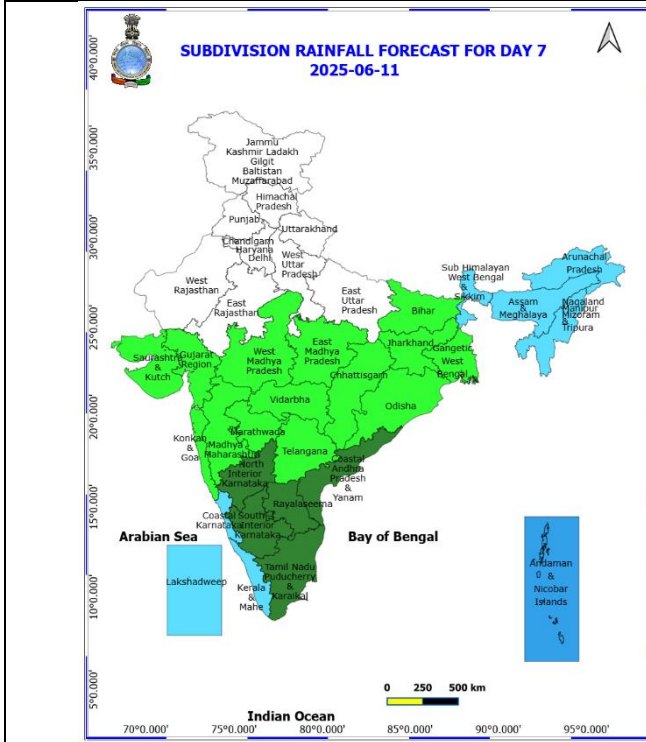 SUBDIVISION RAINFALL FORECAST FOR DAY 7
2025-06-11
40°0.000'
35°0.000'
30°0.000'
25°0.000'
20°0.000'
15°0.000'
10°0.000'
5°0.000'
Jammu
Kashmir Ladakh
Gilgit
Baltistan
Muzaffarabad
Himachal
Pradesh
Punjab
Uttarakhand
Chandigarh
Haryana
Delhi
West
Uttar
Pradesh
West
Rajasthan
East
Rajasthan
East
Uttar
Pradesh
Sub Himalayan
West Bengal
&
Sikkim
Arunachal
Pradesh
Assam
&
Meghalaya
Nagaland
Manipur
Mizoram
&
Tripura
Bihar
Saurashtra
&
Kutch
Gujarat
Region
West
Madhya
Pradesh
East
Madhya
Pradesh
Jharkhand
Gangetic
West
Bengal
Chhattisgarh
Vidarbha
Odisha
Konkan
&
Goa
Madhya
Maharashtra
Marathwada
Telangana
North
Interior
Karnataka
Coastal
Andhra
Pradesh
&
Yanam
Rayalaseema
Coastal
Karnataka
South
Interior
Karnataka
Arabian Sea
Bay of Bengal
Lakshadweep
Kerala
&
Mahe
Tamil Nadu
Puducherry
&
Karaikal
Andaman
&
Nicobar
Islands
0 250 500 km
Indian Ocean
70°0.000' 75°0.000' 80°0.000' 85°0.000' 90°0.000' 95°0.000'